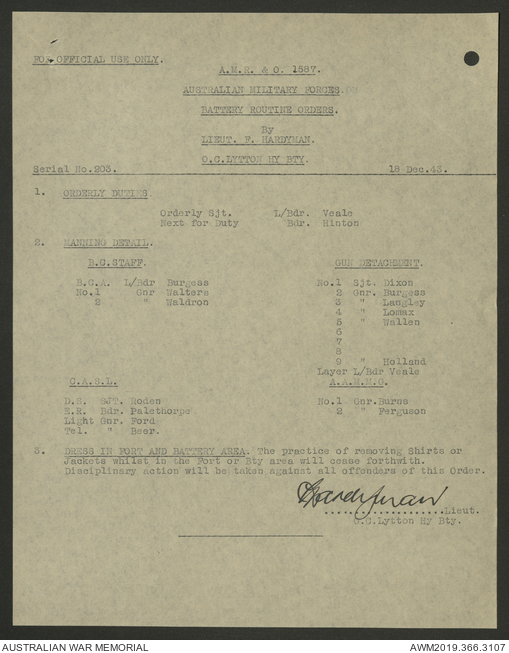 FOR OFFICIAL USE ONLY.
A.M.R. & O. 1587.
AUSTRALIAN MILITARY FORCES.
BATTERY ROUTINE ORDERS.
By
LIEUT. F. HARDYMAN.
O.C.LYTTON HY BTY.
Serial No.203. 18 Dec.43.
1. ORDERLY DUTIES
Orderly Sjt. L/Bdr. Veale
Next for Duty Bdr. Hinton
2. MANNING DETAIL.
B.C.STAFF. GUN DETACHMENT.
B.C.A. L/Bdr Burgess No.1 Sjt. Dixon
No.1 Gnr Walters 2 Gnr. Burgess
2 " Waldron 3 " Langley
4 " Lomax
5 " Wallen
6
7
8
9 " Holland
Layer L/Bdr Veale
C.A.S.L. A.A.M.M.G.
D.S. SJT. Roden No.1 Gnr.Burns
E.R. Bdr. Palethorpe 2 " Ferguson
Light Gnr. Ford
Tel. " Beer.
3. DRESS IN FORT AND BATTERY AREA. The practice of removing Shirts or
Jackets whilst in the Fort or Bty area will cease forthwith.
Disciplinary action will be taken against all offenders of this Order.
F Hardyman
....................Lieut.
O.C.Lytton Hy Bty.
AUSTRALIAN WAR MEMORIAL AWM2019.366.3107